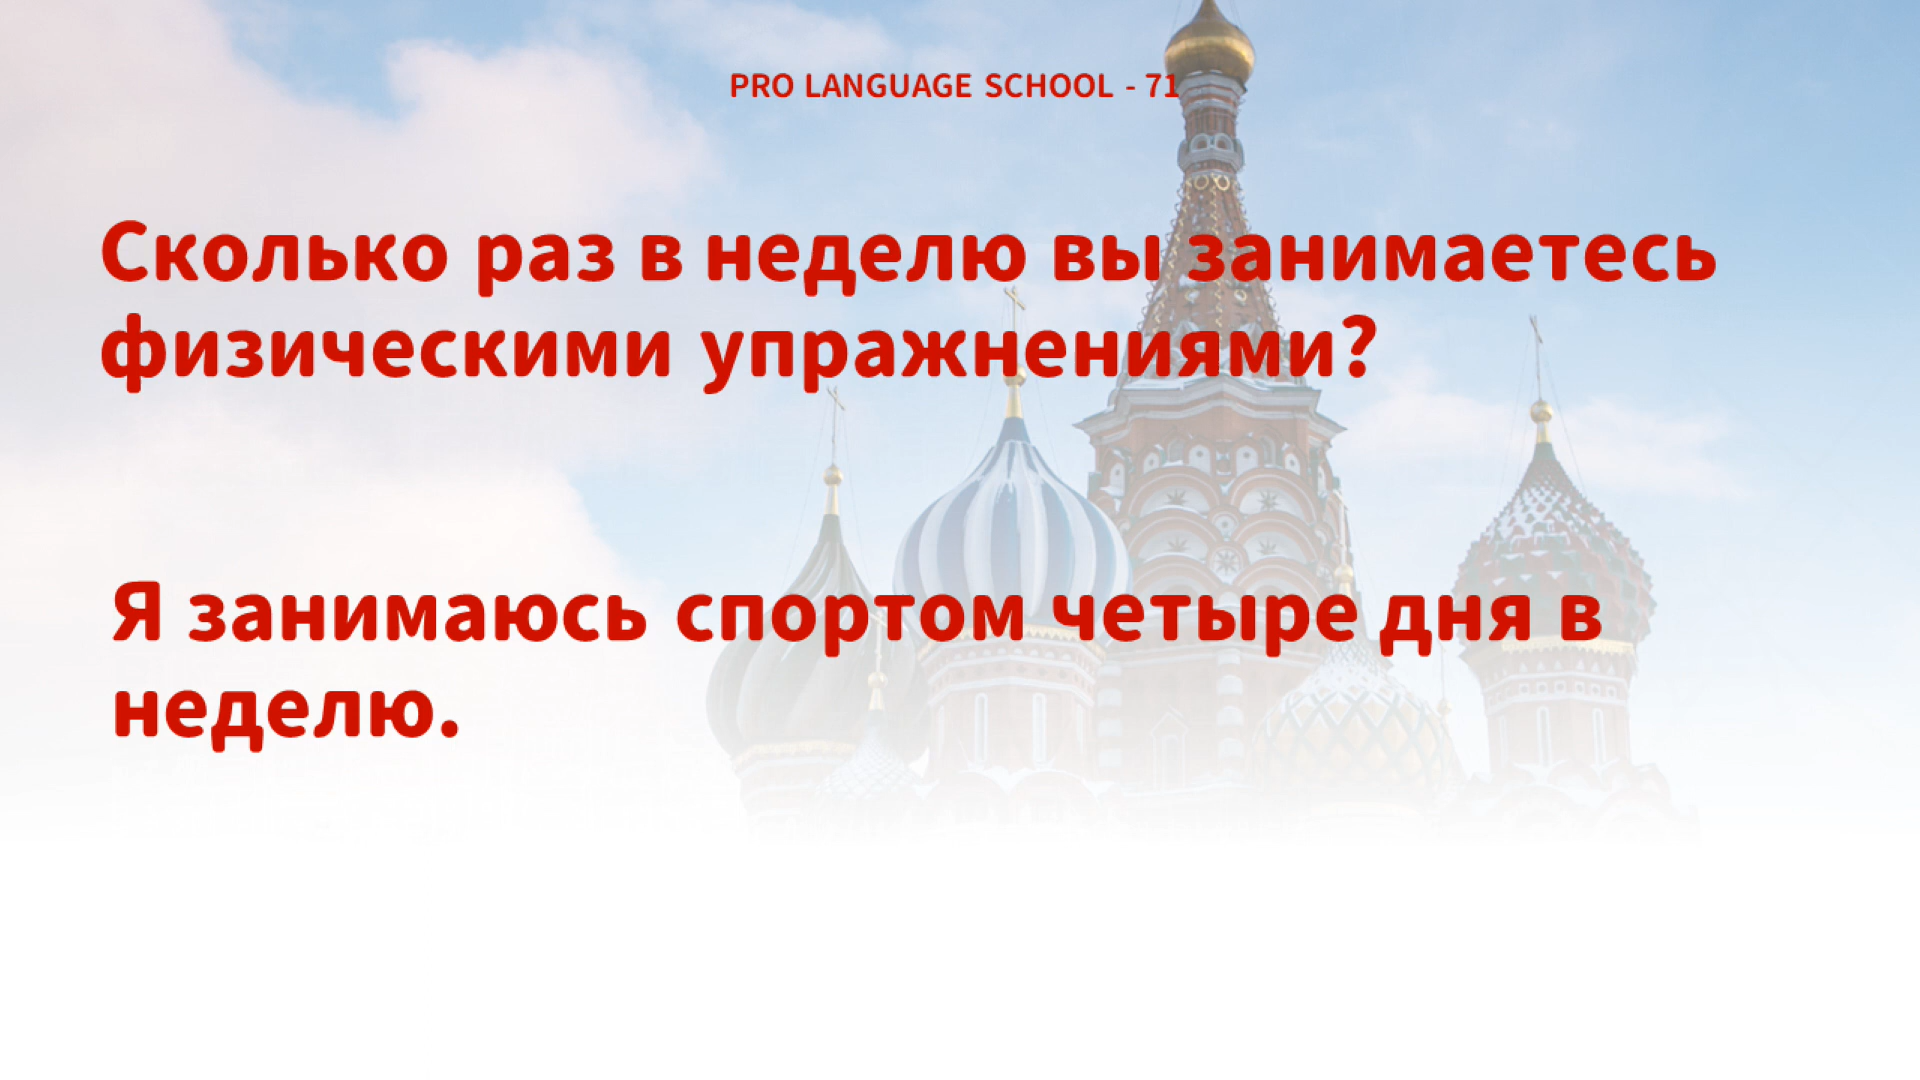 PRO LANGUAGE SCHOOL - 71
Сколько раз в неделю вы занимаетесь
физическими упражнениями?
Я занимаюсь спортом четыре дня в
неделю.